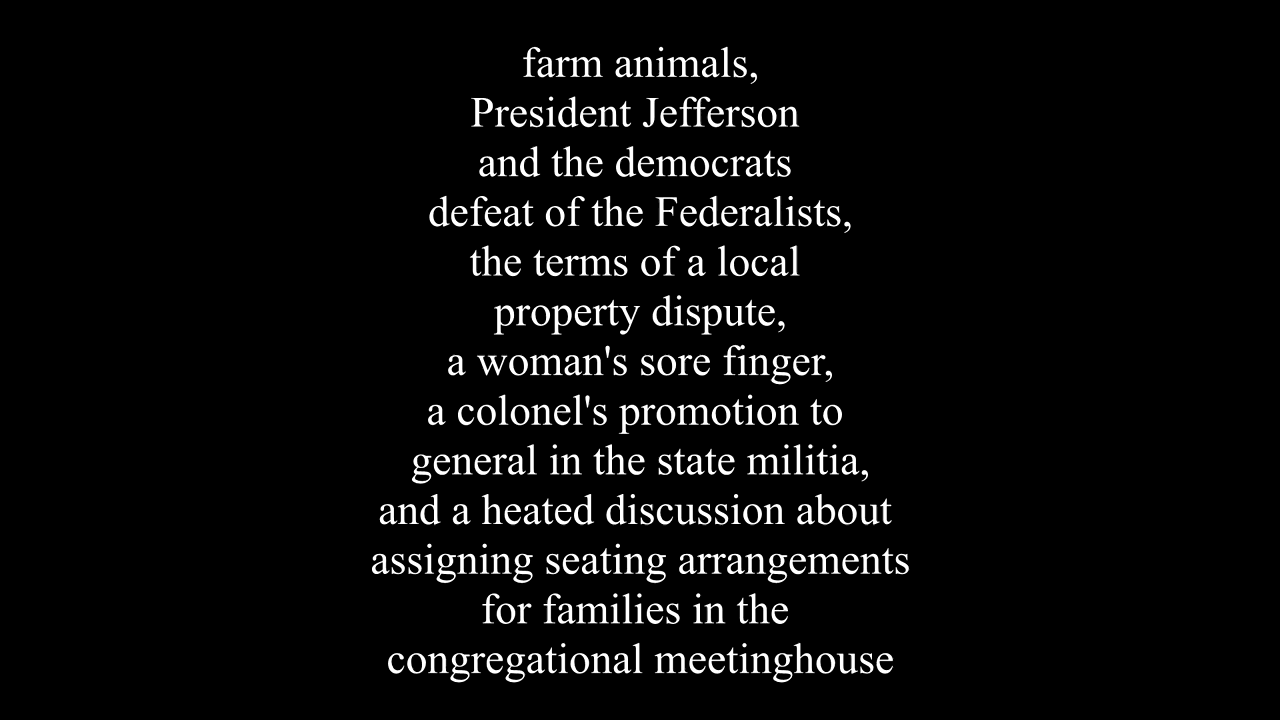 farm animals,
President Jefferson
and the democrats
defeat of the Federalists,
the terms of a local
property dispute,
a woman's sore finger,
a colonel's promotion to
general in the state militia,
and a heated discussion about
assigning seating arrangements
for families in the
congregational meetinghouse